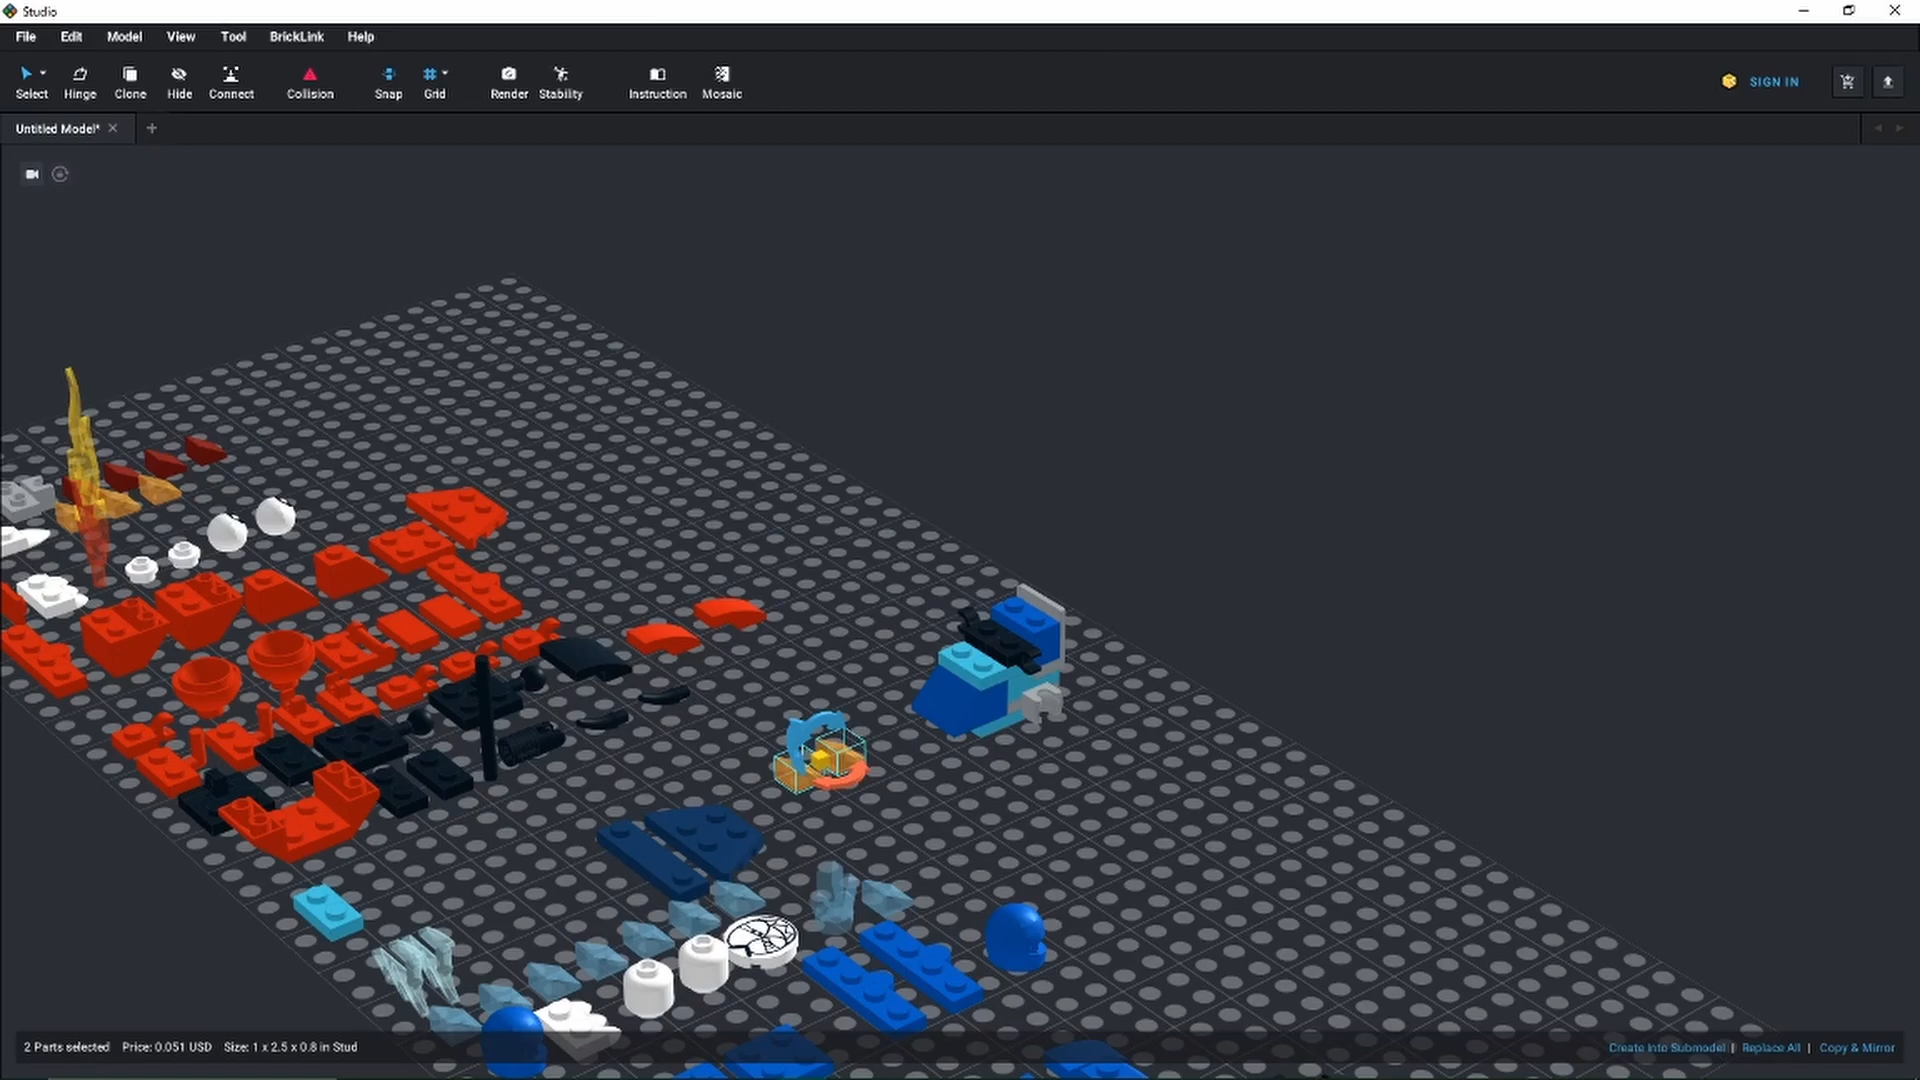 Studio
File Edit Model View Tool BrickLink Help
Select Hinge Clone Hide Connect Collision Snap Grid Render Stability Instruction Mosaic SIGN IN
Untitled Model*
2 Parts selected Price: 0.051 USD Size: 1 x 2.5 x 0.8 in Stud Create Into Submodel | Replace All | Copy & Mirror